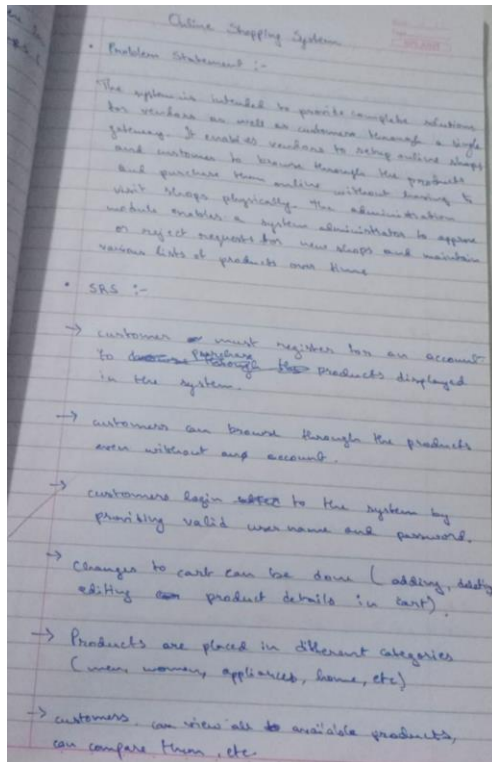 Online Shopping System
• Problem Statement :-
The system is intended to provide complete solutions
for vendors as well as customers through a single
gateway. It enables vendors to setup online shops
and customer to browse through the products
and purchase them online without having to
visit shops physically. The administration
module enables a system administrator to approve
or reject requests for new shops and maintain
various lists of products over time
• SRS :-
→ customer must register for an account
to purchase products displayed
in the system.
→ customers can browse through the products
even without any account.
→ customers login to the system by
providing valid user name and password.
→ Changes to cart can be done (adding, deleting
editing product details in cart).
→ Products are placed in different categories
(men, women, appliances, home, etc)
→ customers can view all available products,
can compare them, etc.